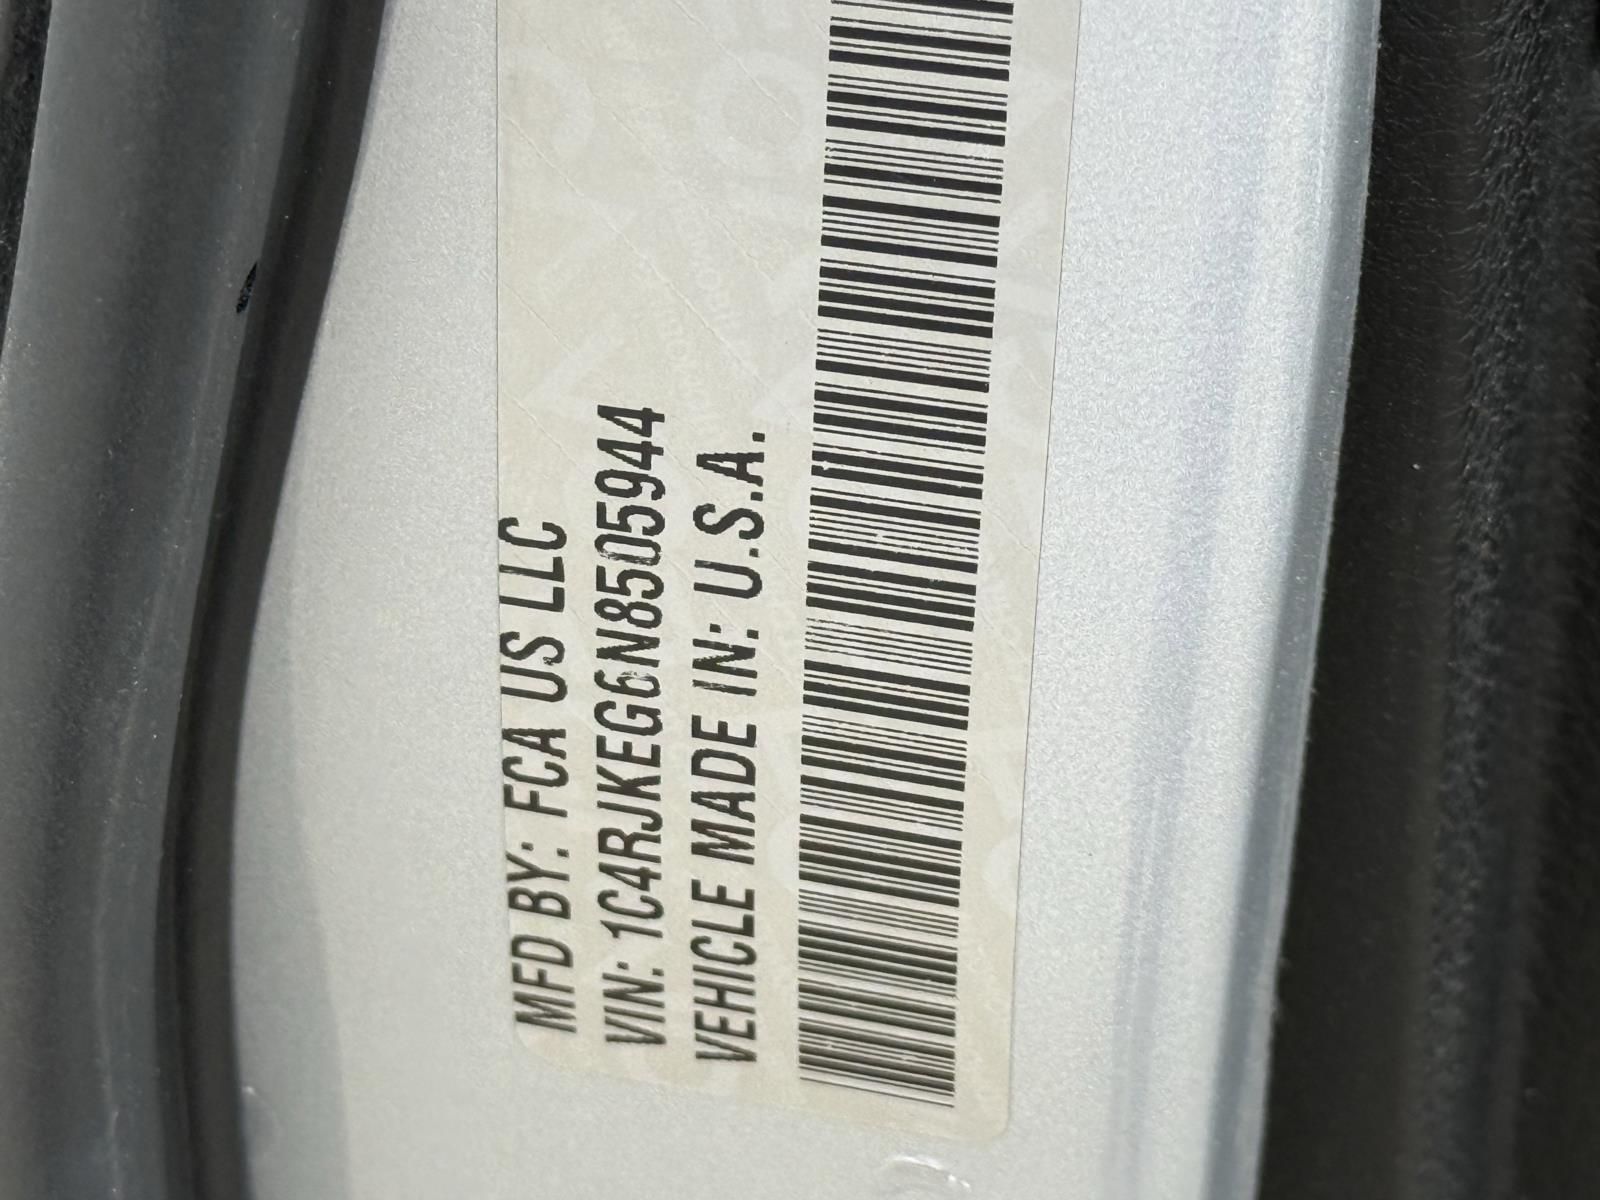 MFD BY: FCA US LLC
VIN: 1C4RJKEG6N8505944
VEHICLE MADE IN: U.S.A.